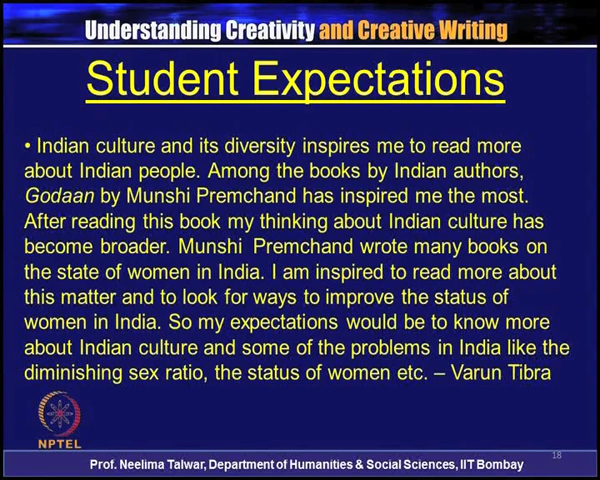 Understanding Creativity and Creative Writing
Student Expectations
• Indian culture and its diversity inspires me to read more
about Indian people. Among the books by Indian authors,
Godaan by Munshi Premchand has inspired me the most.
After reading this book my thinking about Indian culture has
become broader. Munshi Premchand wrote many books on
the state of women in India. I am inspired to read more about
this matter and to look for ways to improve the status of
women in India. So my expectations would be to know more
about Indian culture and some of the problems in India like the
diminishing sex ratio, the status of women etc. – Varun Tibra
NPTEL
18
Prof. Neelima Talwar, Department of Humanities & Social Sciences, IIT Bombay